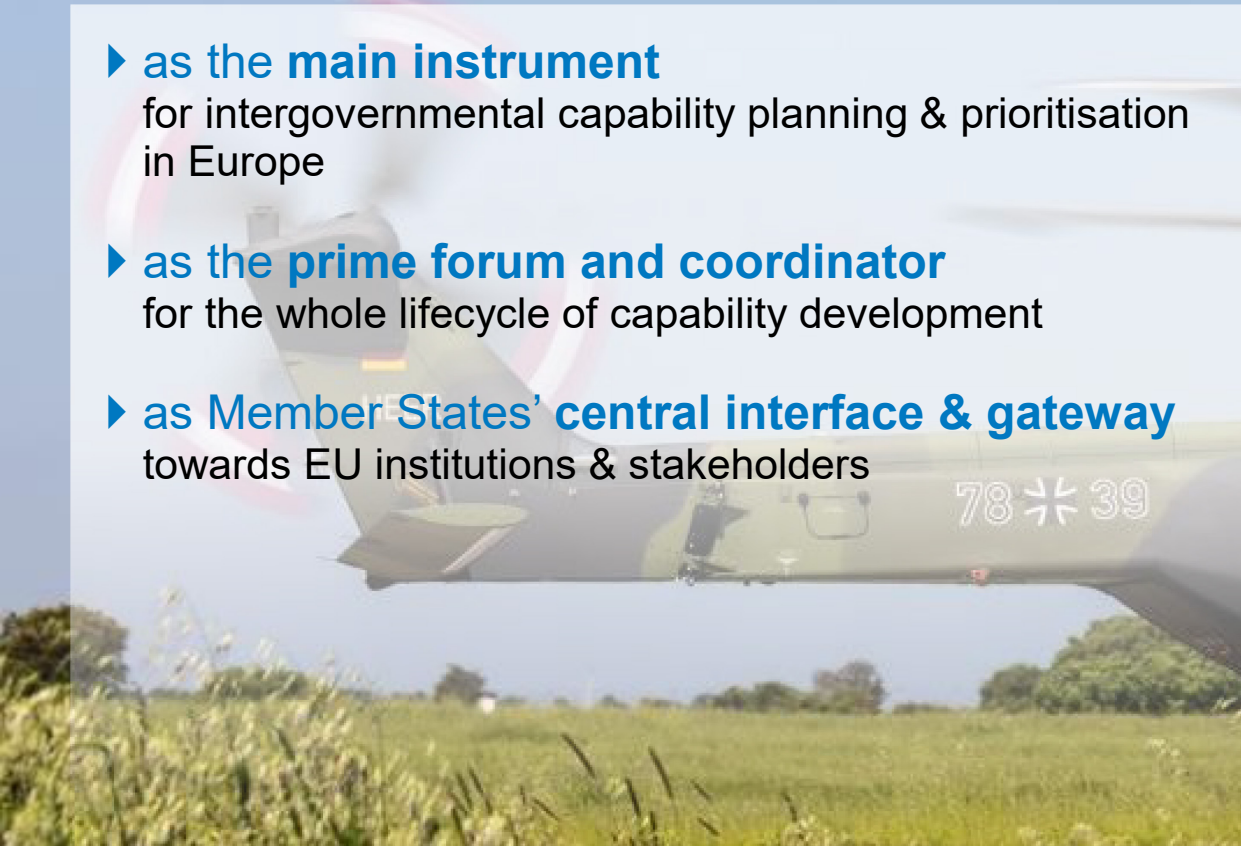 as the main instrument
for intergovernmental capability planning & prioritisation
in Europe
as the prime forum and coordinator
for the whole lifecycle of capability development
as Member States’ central interface & gateway
HEER
towards EU institutions & stakeholders
78 39